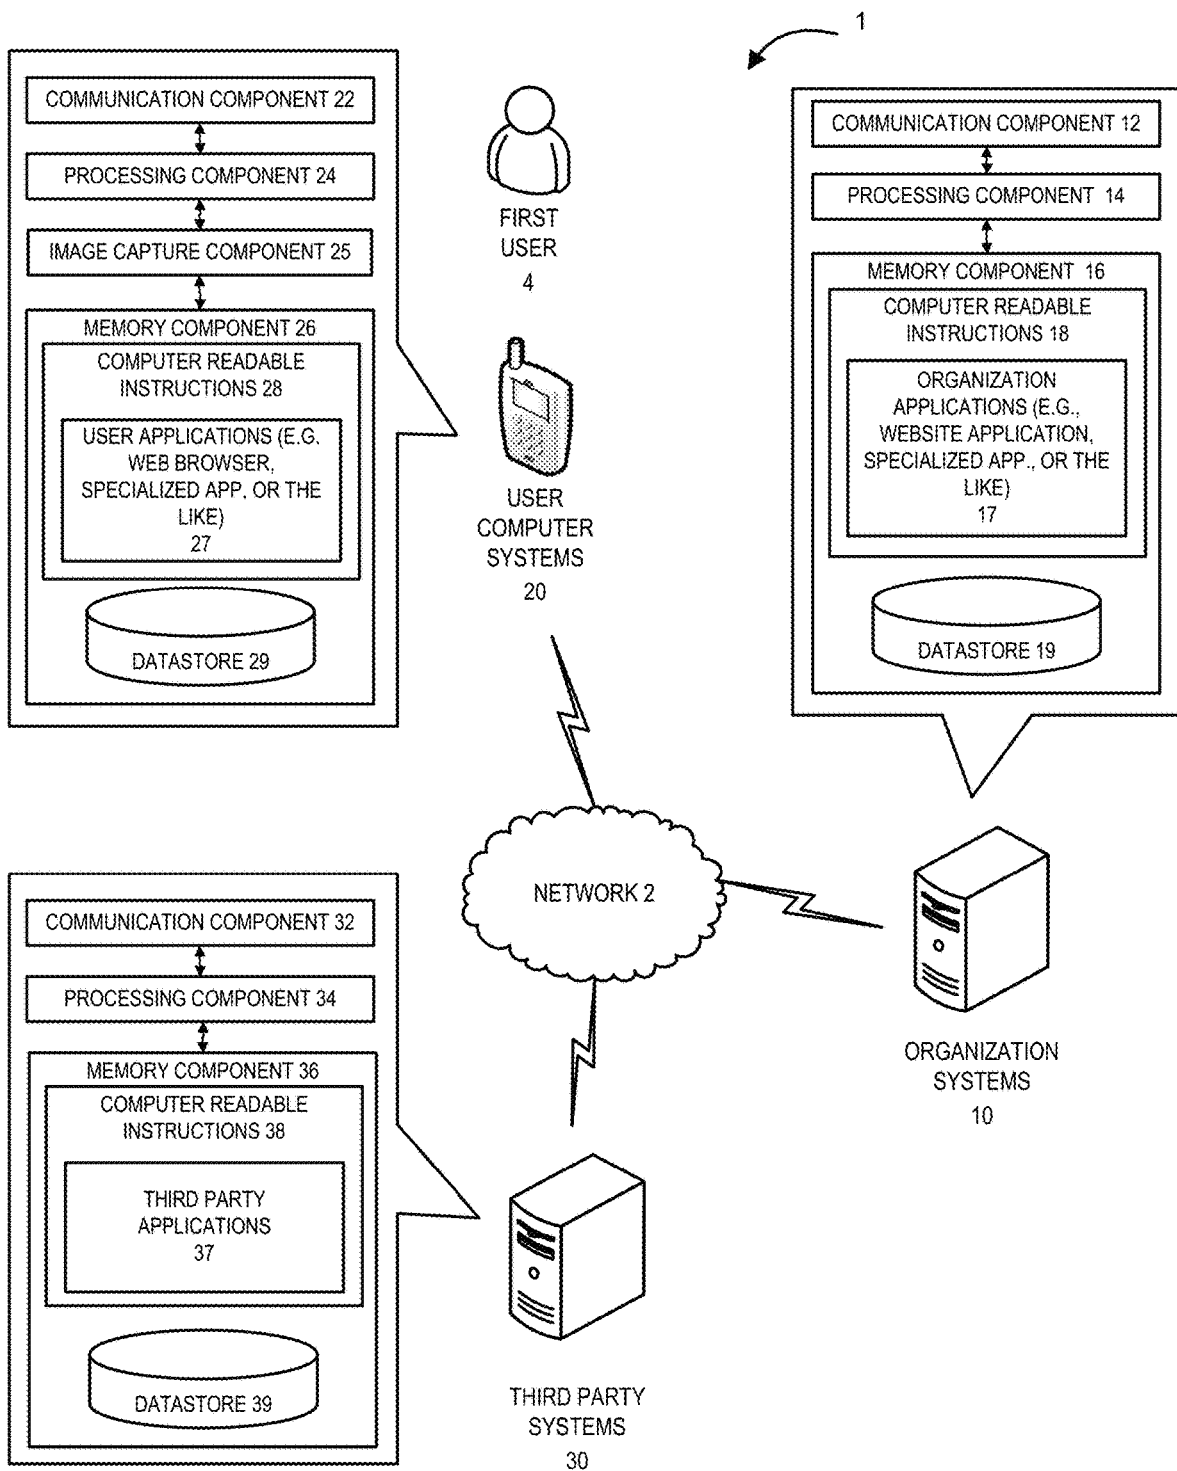 1
COMMUNICATION COMPONENT 22
PROCESSING COMPONENT 24
IMAGE CAPTURE COMPONENT 25
MEMORY COMPONENT 26
COMPUTER READABLE
INSTRUCTIONS 28
USER APPLICATIONS (E.G.
WEB BROWSER,
SPECIALIZED APP. OR THE
LIKE)
27
DATASTORE 29
FIRST
USER
4
USER
COMPUTER
SYSTEMS
20
COMMUNICATION COMPONENT 12
PROCESSING COMPONENT 14
MEMORY COMPONENT 16
COMPUTER READABLE
INSTRUCTIONS 18
ORGANIZATION
APPLICATIONS (E.G.,
WEBSITE APPLICATION,
SPECIALIZED APP., OR THE
LIKE)
17
DATASTORE 19
NETWORK 2
ORGANIZATION
SYSTEMS
10
COMMUNICATION COMPONENT 32
PROCESSING COMPONENT 34
MEMORY COMPONENT 36
COMPUTER READABLE
INSTRUCTIONS 38
THIRD PARTY
APPLICATIONS
37
DATASTORE 39
THIRD PARTY
SYSTEMS
30